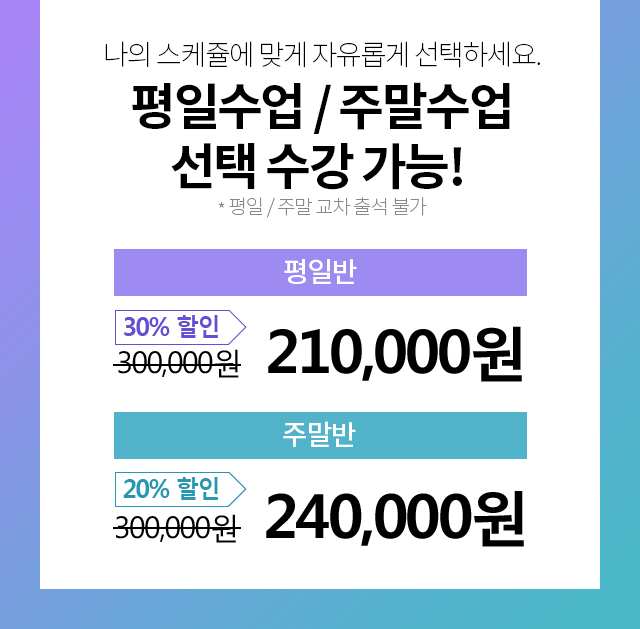 나의 스케쥴에 맞게 자유롭게 선택하세요.
평일수업 / 주말수업
선택 수강 가능!
* 평일 / 주말 교차 출석 불가
평일반
30% 할인
300,000원
210,000원
주말반
20% 할인
300,000원
240,000원